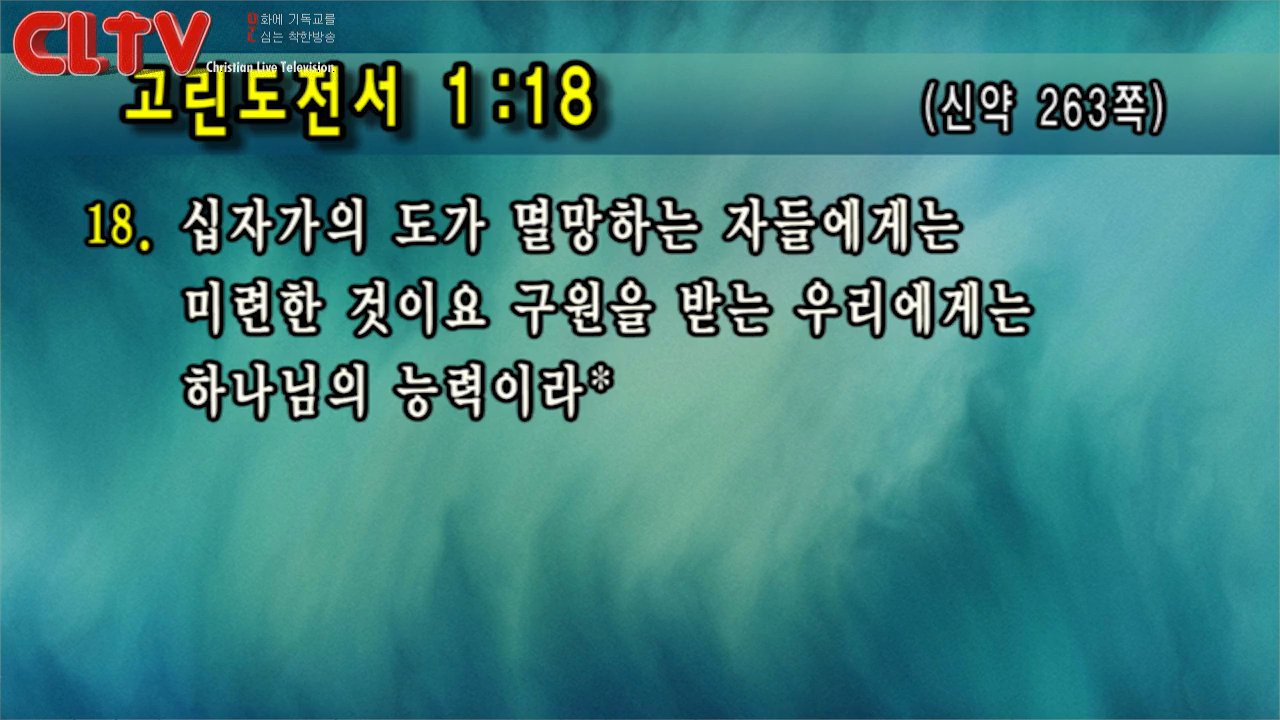 CLTV
문화에 기독교를
심는 착한방송
Christian Live Television
고린도전서 1:18
(신약 263쪽)
18. 십자가의 도가 멸망하는 자들에게는
미련한 것이요 구원을 받는 우리에게는
하나님의 능력이라*